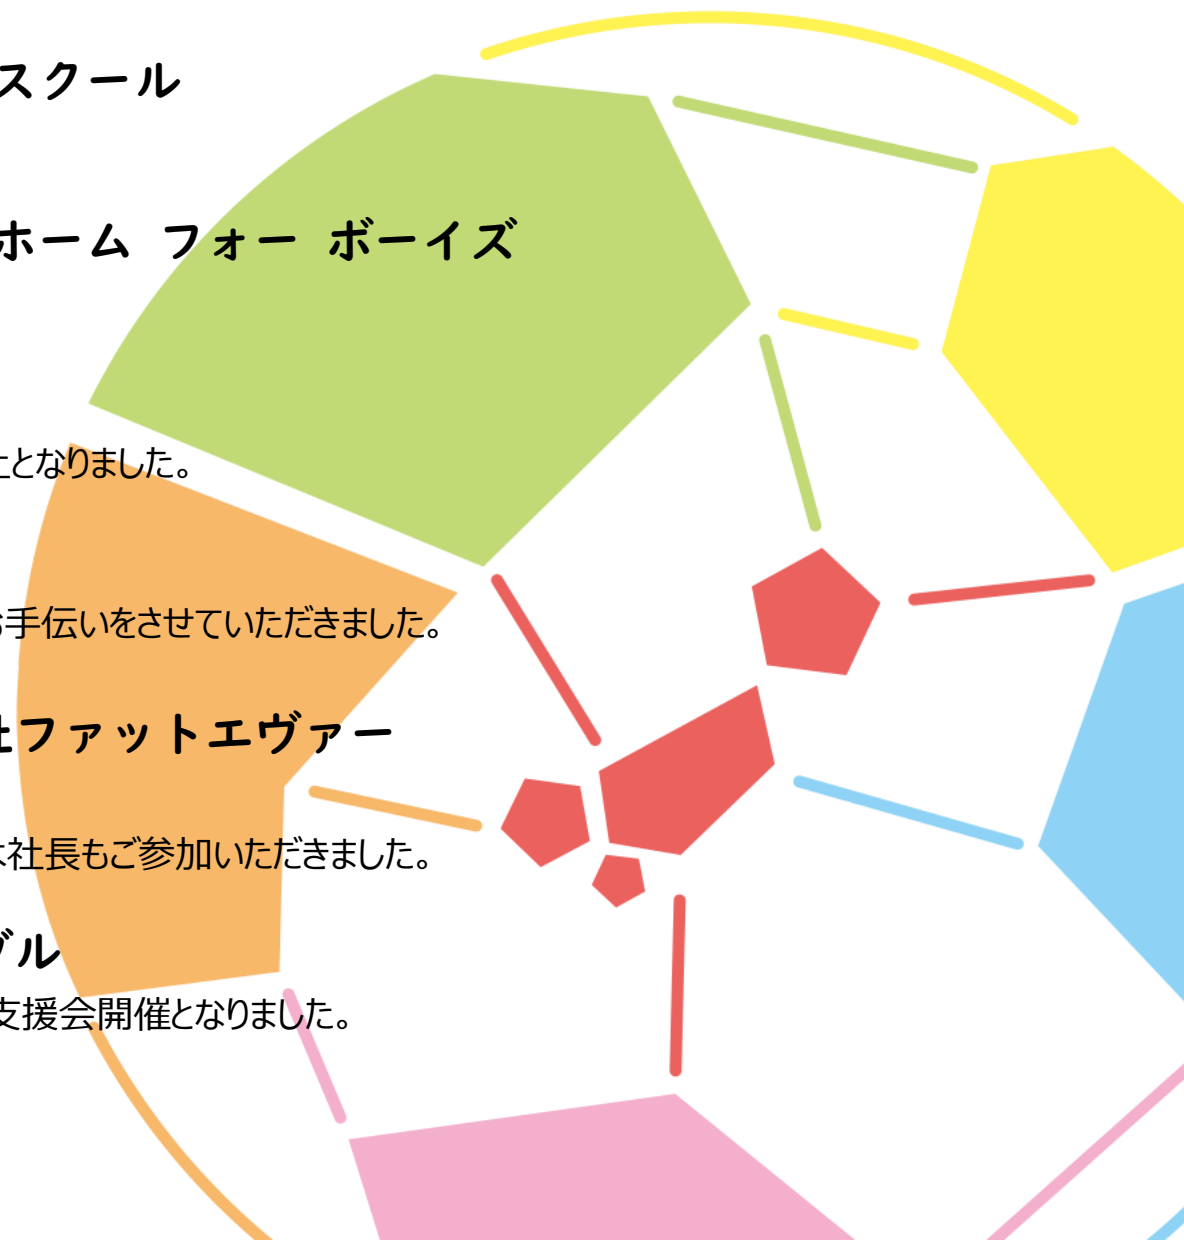 スクール
ホーム フォー ボーイズ
となりました。
お手伝いをさせていただきました。
社ファットエヴァー
社長もご参加いただきました。
ブル
支援会開催となりました。